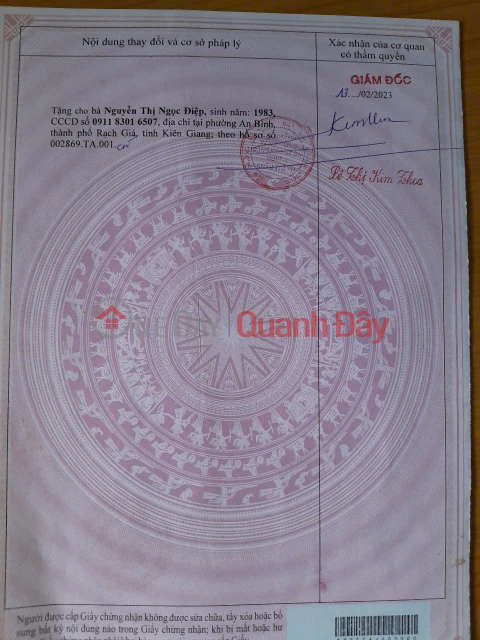 Nội dung thay đổi và cơ sở pháp lý
Xác nhận của cơ quan
có thẩm quyền
Tặng cho bà Nguyễn Thị Ngọc Điệp, sinh năm: 1983,
CCCD số 0911 8301 6507, địa chỉ tại phường An Bình,
thành phố Rạch Giá, tỉnh Kiên Giang; theo hồ sơ số
002869.TA.001.
GIÁM ĐỐC
13.../02/2023
Lê Thị Kim Thoa
Quanh Đây
Người được cấp Giấy chứng nhận không được sửa chữa, tẩy xóa hoặc bổ
sung bất kỳ nội dung nào trong Giấy chứng nhận; khi bị mất hoặc hư